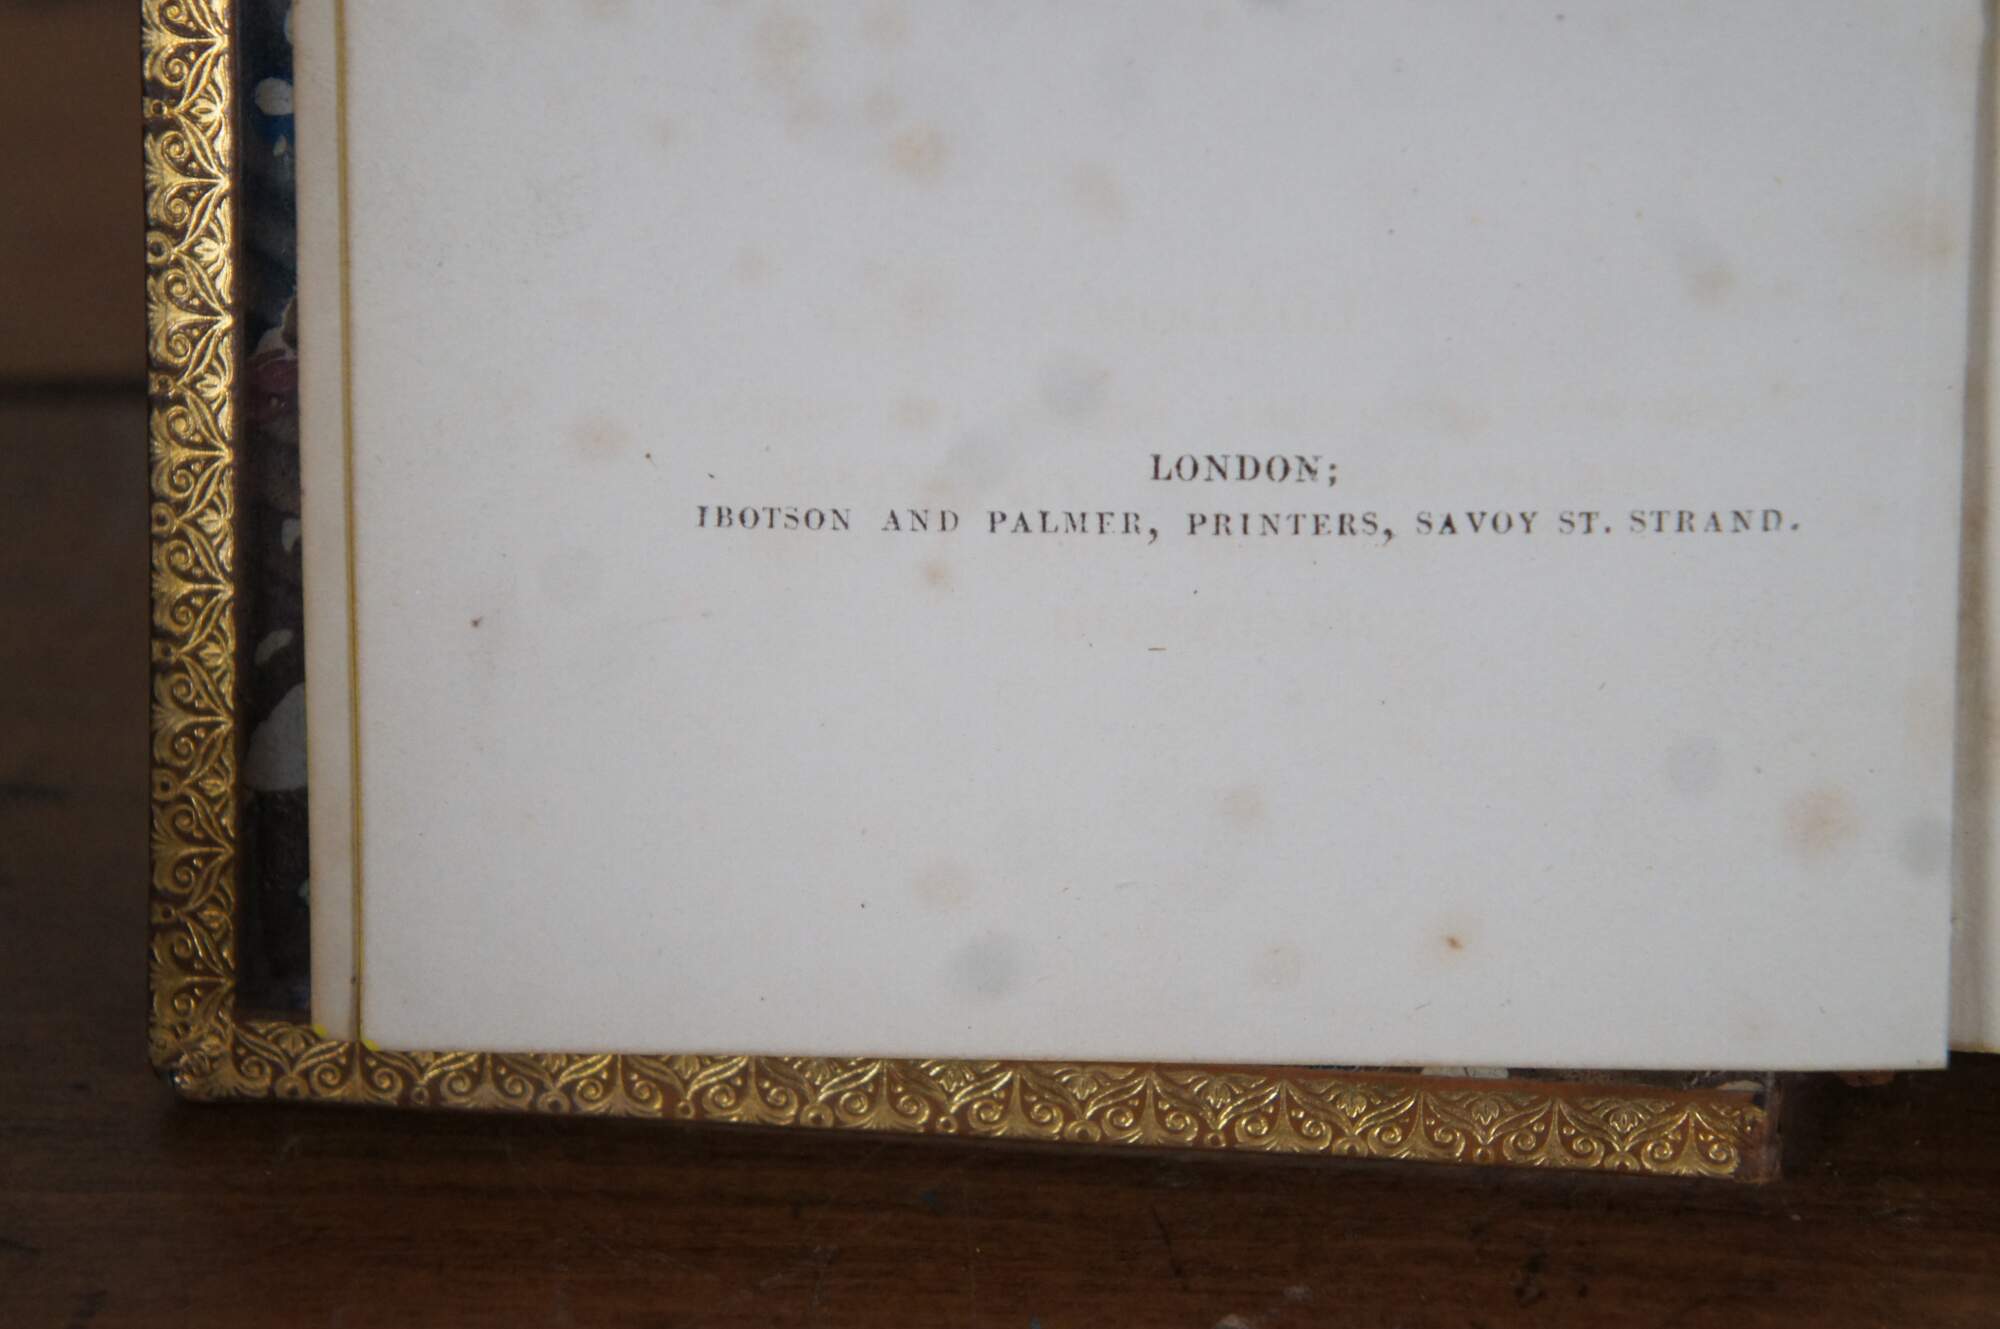 LONDON;
IBOTSON AND PALMER, PRINTERS, SAVOY ST. STRAND.